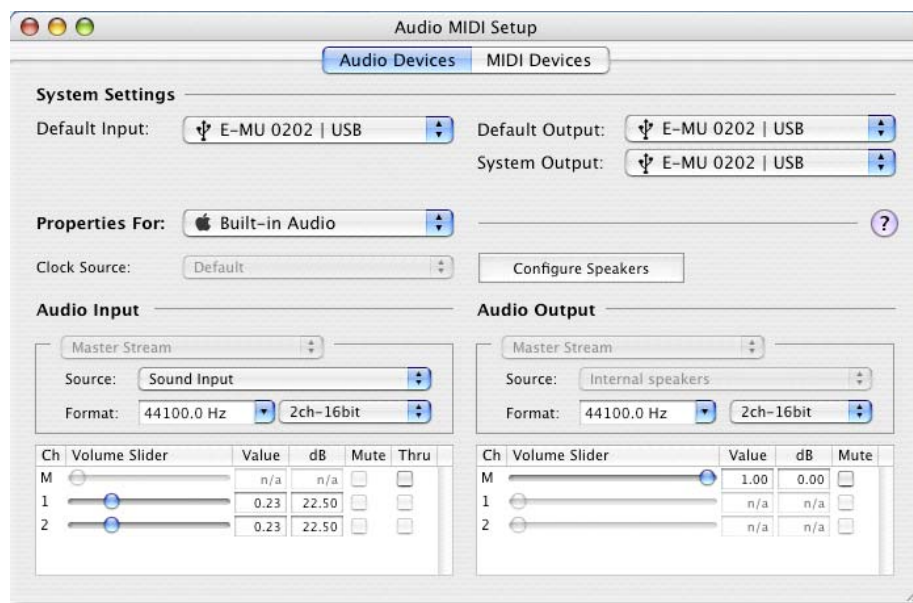 Audio MIDI Setup
Audio Devices MIDI Devices
System Settings
Default Input: E-MU 0202 | USB Default Output: E-MU 0202 | USB
System Output: E-MU 0202 | USB
Properties For: Built-in Audio ?
Clock Source: Default Configure Speakers
Audio Input Audio Output
Master Stream Master Stream
Source: Sound Input Source: Internal speakers
Format: 44100.0 Hz 2ch-16bit Format: 44100.0 Hz 2ch-16bit
Ch Volume Slider Value dB Mute Thru Ch Volume Slider Value dB Mute
M n/a n/a M 1.00 0.00
1 0.23 22.50 1 n/a n/a
2 0.23 22.50 2 n/a n/a